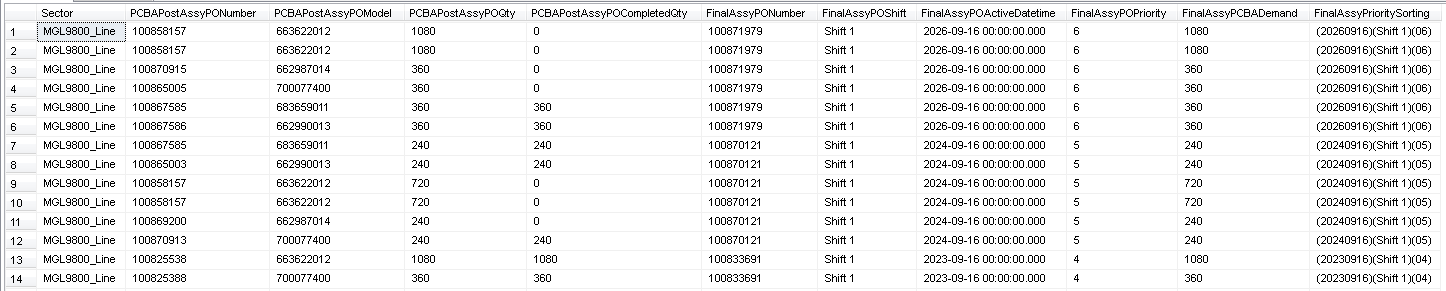 Sector PCBAPostAssyPONumber PCBAPostAssyPOModel PCBAPostAssyPOQty PCBAPostAssyPOCompletedQty FinalAssyPONumber FinalAssyPOShift FinalAssyPOActiveDatetime FinalAssyPOPriority FinalAssyPCBADemand FinalAssyPrioritySorting
1 MGL9800_Line 100858157 663622012 1080 0 100871979 Shift 1 2026-09-16 00:00:00.000 6 1080 (20260916)(Shift 1)(06)
2 MGL9800_Line 100858157 663622012 1080 0 100871979 Shift 1 2026-09-16 00:00:00.000 6 1080 (20260916)(Shift 1)(06)
3 MGL9800_Line 100870915 662987014 360 0 100871979 Shift 1 2026-09-16 00:00:00.000 6 360 (20260916)(Shift 1)(06)
4 MGL9800_Line 100865005 700077400 360 0 100871979 Shift 1 2026-09-16 00:00:00.000 6 360 (20260916)(Shift 1)(06)
5 MGL9800_Line 100867585 683659011 360 360 100871979 Shift 1 2026-09-16 00:00:00.000 6 360 (20260916)(Shift 1)(06)
6 MGL9800_Line 100867586 662990013 360 360 100871979 Shift 1 2026-09-16 00:00:00.000 6 360 (20260916)(Shift 1)(06)
7 MGL9800_Line 100867585 683659011 240 240 100870121 Shift 1 2024-09-16 00:00:00.000 5 240 (20240916)(Shift 1)(05)
8 MGL9800_Line 100865003 662990013 240 240 100870121 Shift 1 2024-09-16 00:00:00.000 5 240 (20240916)(Shift 1)(05)
9 MGL9800_Line 100858157 663622012 720 0 100870121 Shift 1 2024-09-16 00:00:00.000 5 720 (20240916)(Shift 1)(05)
10 MGL9800_Line 100858157 663622012 720 0 100870121 Shift 1 2024-09-16 00:00:00.000 5 720 (20240916)(Shift 1)(05)
11 MGL9800_Line 100869200 662987014 240 0 100870121 Shift 1 2024-09-16 00:00:00.000 5 240 (20240916)(Shift 1)(05)
12 MGL9800_Line 100870913 700077400 240 240 100870121 Shift 1 2024-09-16 00:00:00.000 5 240 (20240916)(Shift 1)(05)
13 MGL9800_Line 100825538 663622012 1080 1080 100833691 Shift 1 2023-09-16 00:00:00.000 4 1080 (20230916)(Shift 1)(04)
14 MGL9800_Line 100825388 700077400 360 360 100833691 Shift 1 2023-09-16 00:00:00.000 4 360 (20230916)(Shift 1)(04)